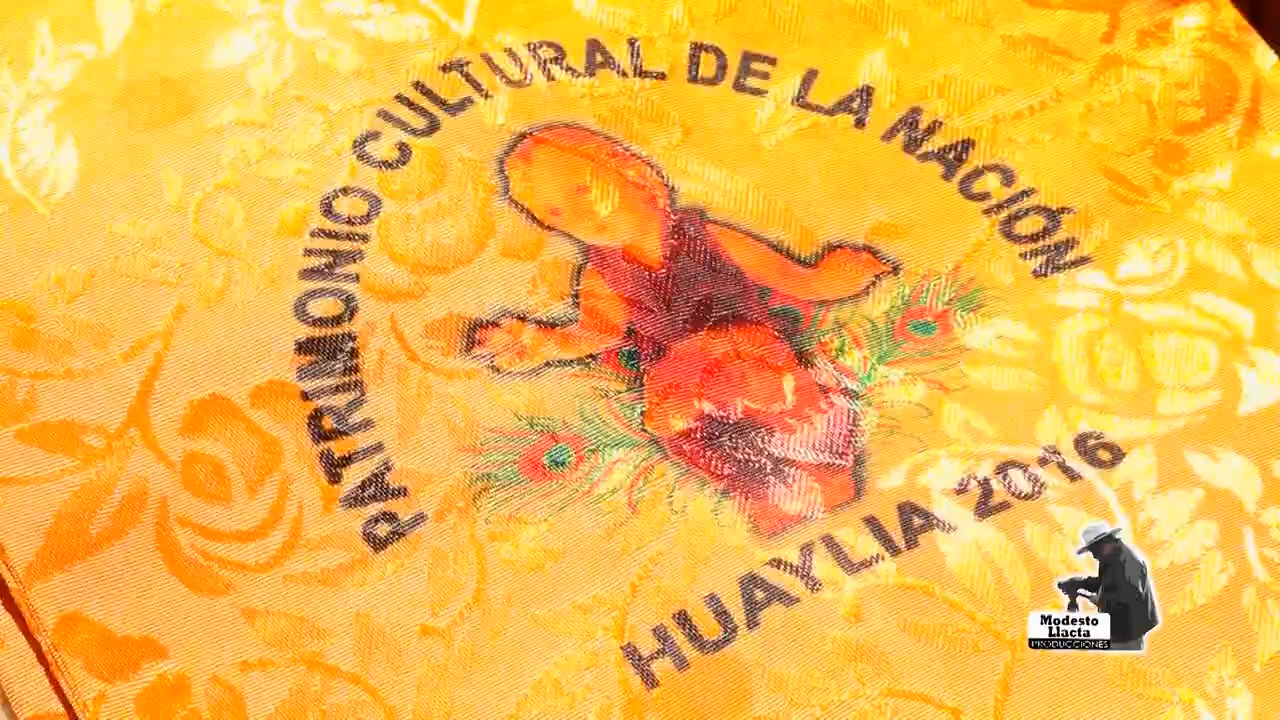 PATRIMONIO CULTURAL DE LA NACIÓN
HUAYLIA 2016
Modesto
Llacta
PRODUCCIONES